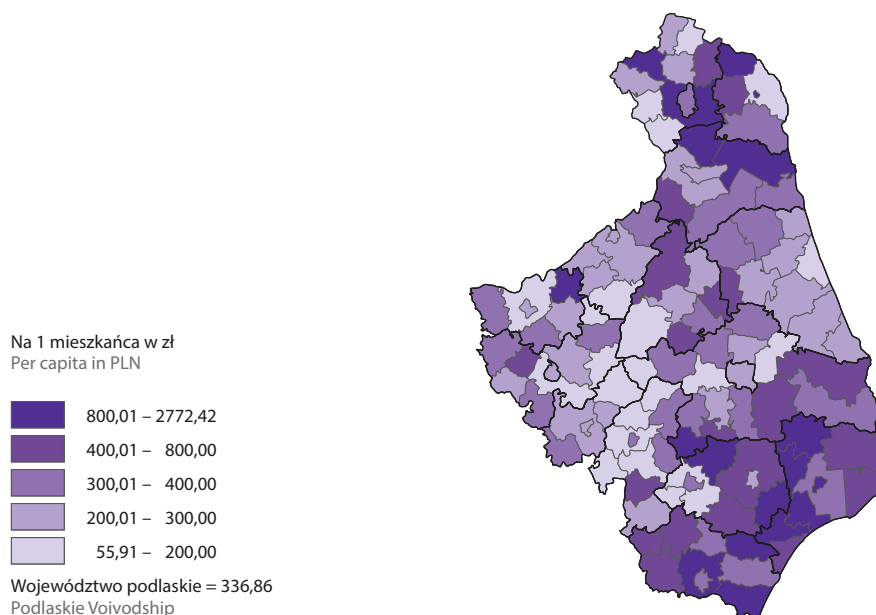 Na 1 mieszkańca w zł
Per capita in PLN
800,01 – 2772,42
400,01 – 800,00
300,01 – 400,00
200,01 – 300,00
55,91 – 200,00
Województwo podlaskie = 336,86
Podlaskie Voivodship